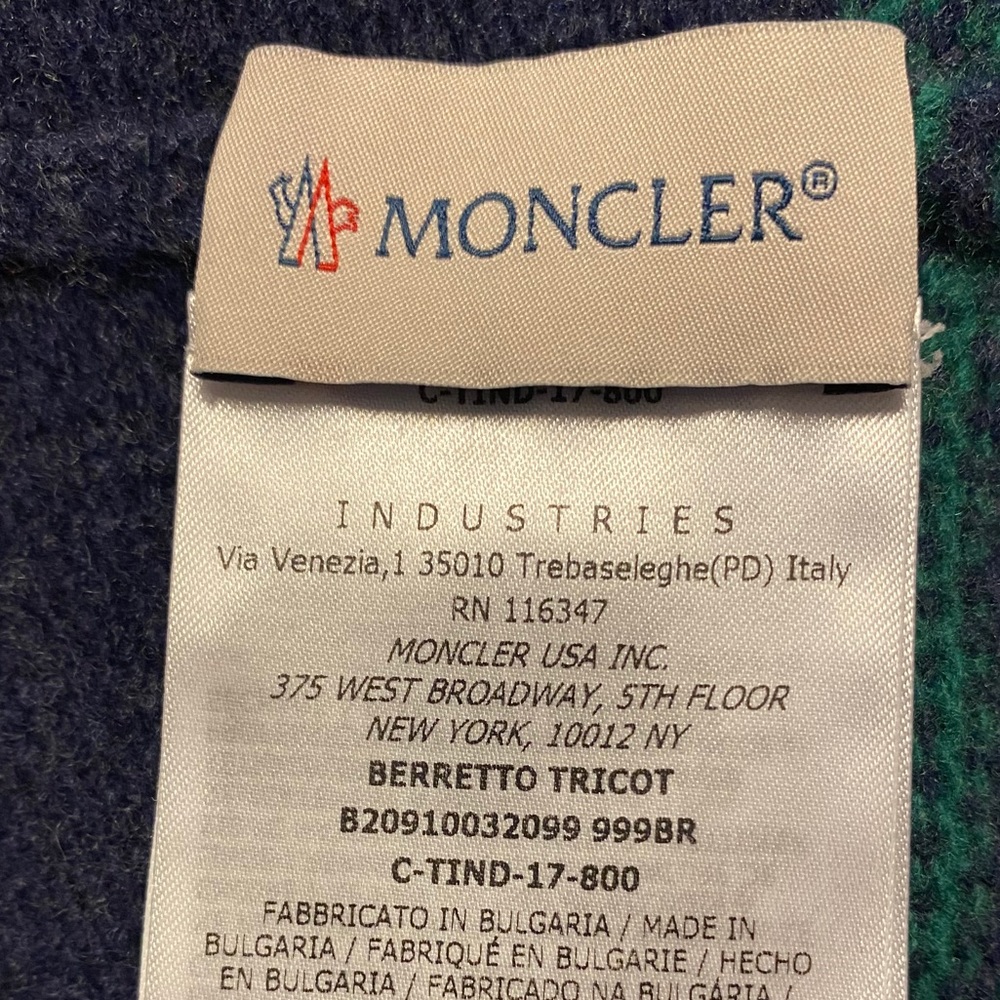 MONCLER®
C-TIND-17-800
INDUSTRIES
Via Venezia,1 35010 Trebaseleghe(PD) Italy
RN 116347
MONCLER USA INC.
375 WEST BROADWAY, 5TH FLOOR
NEW YORK, 10012 NY
BERRETTO TRICOT
B20910032099 999BR
C-TIND-17-800
FABBRICATO IN BULGARIA / MADE IN
BULGARIA / FABRIQUÉ EN BULGARIE / HECHO
EN BULGARIA / FABRICADO NA BULGÁRIA /